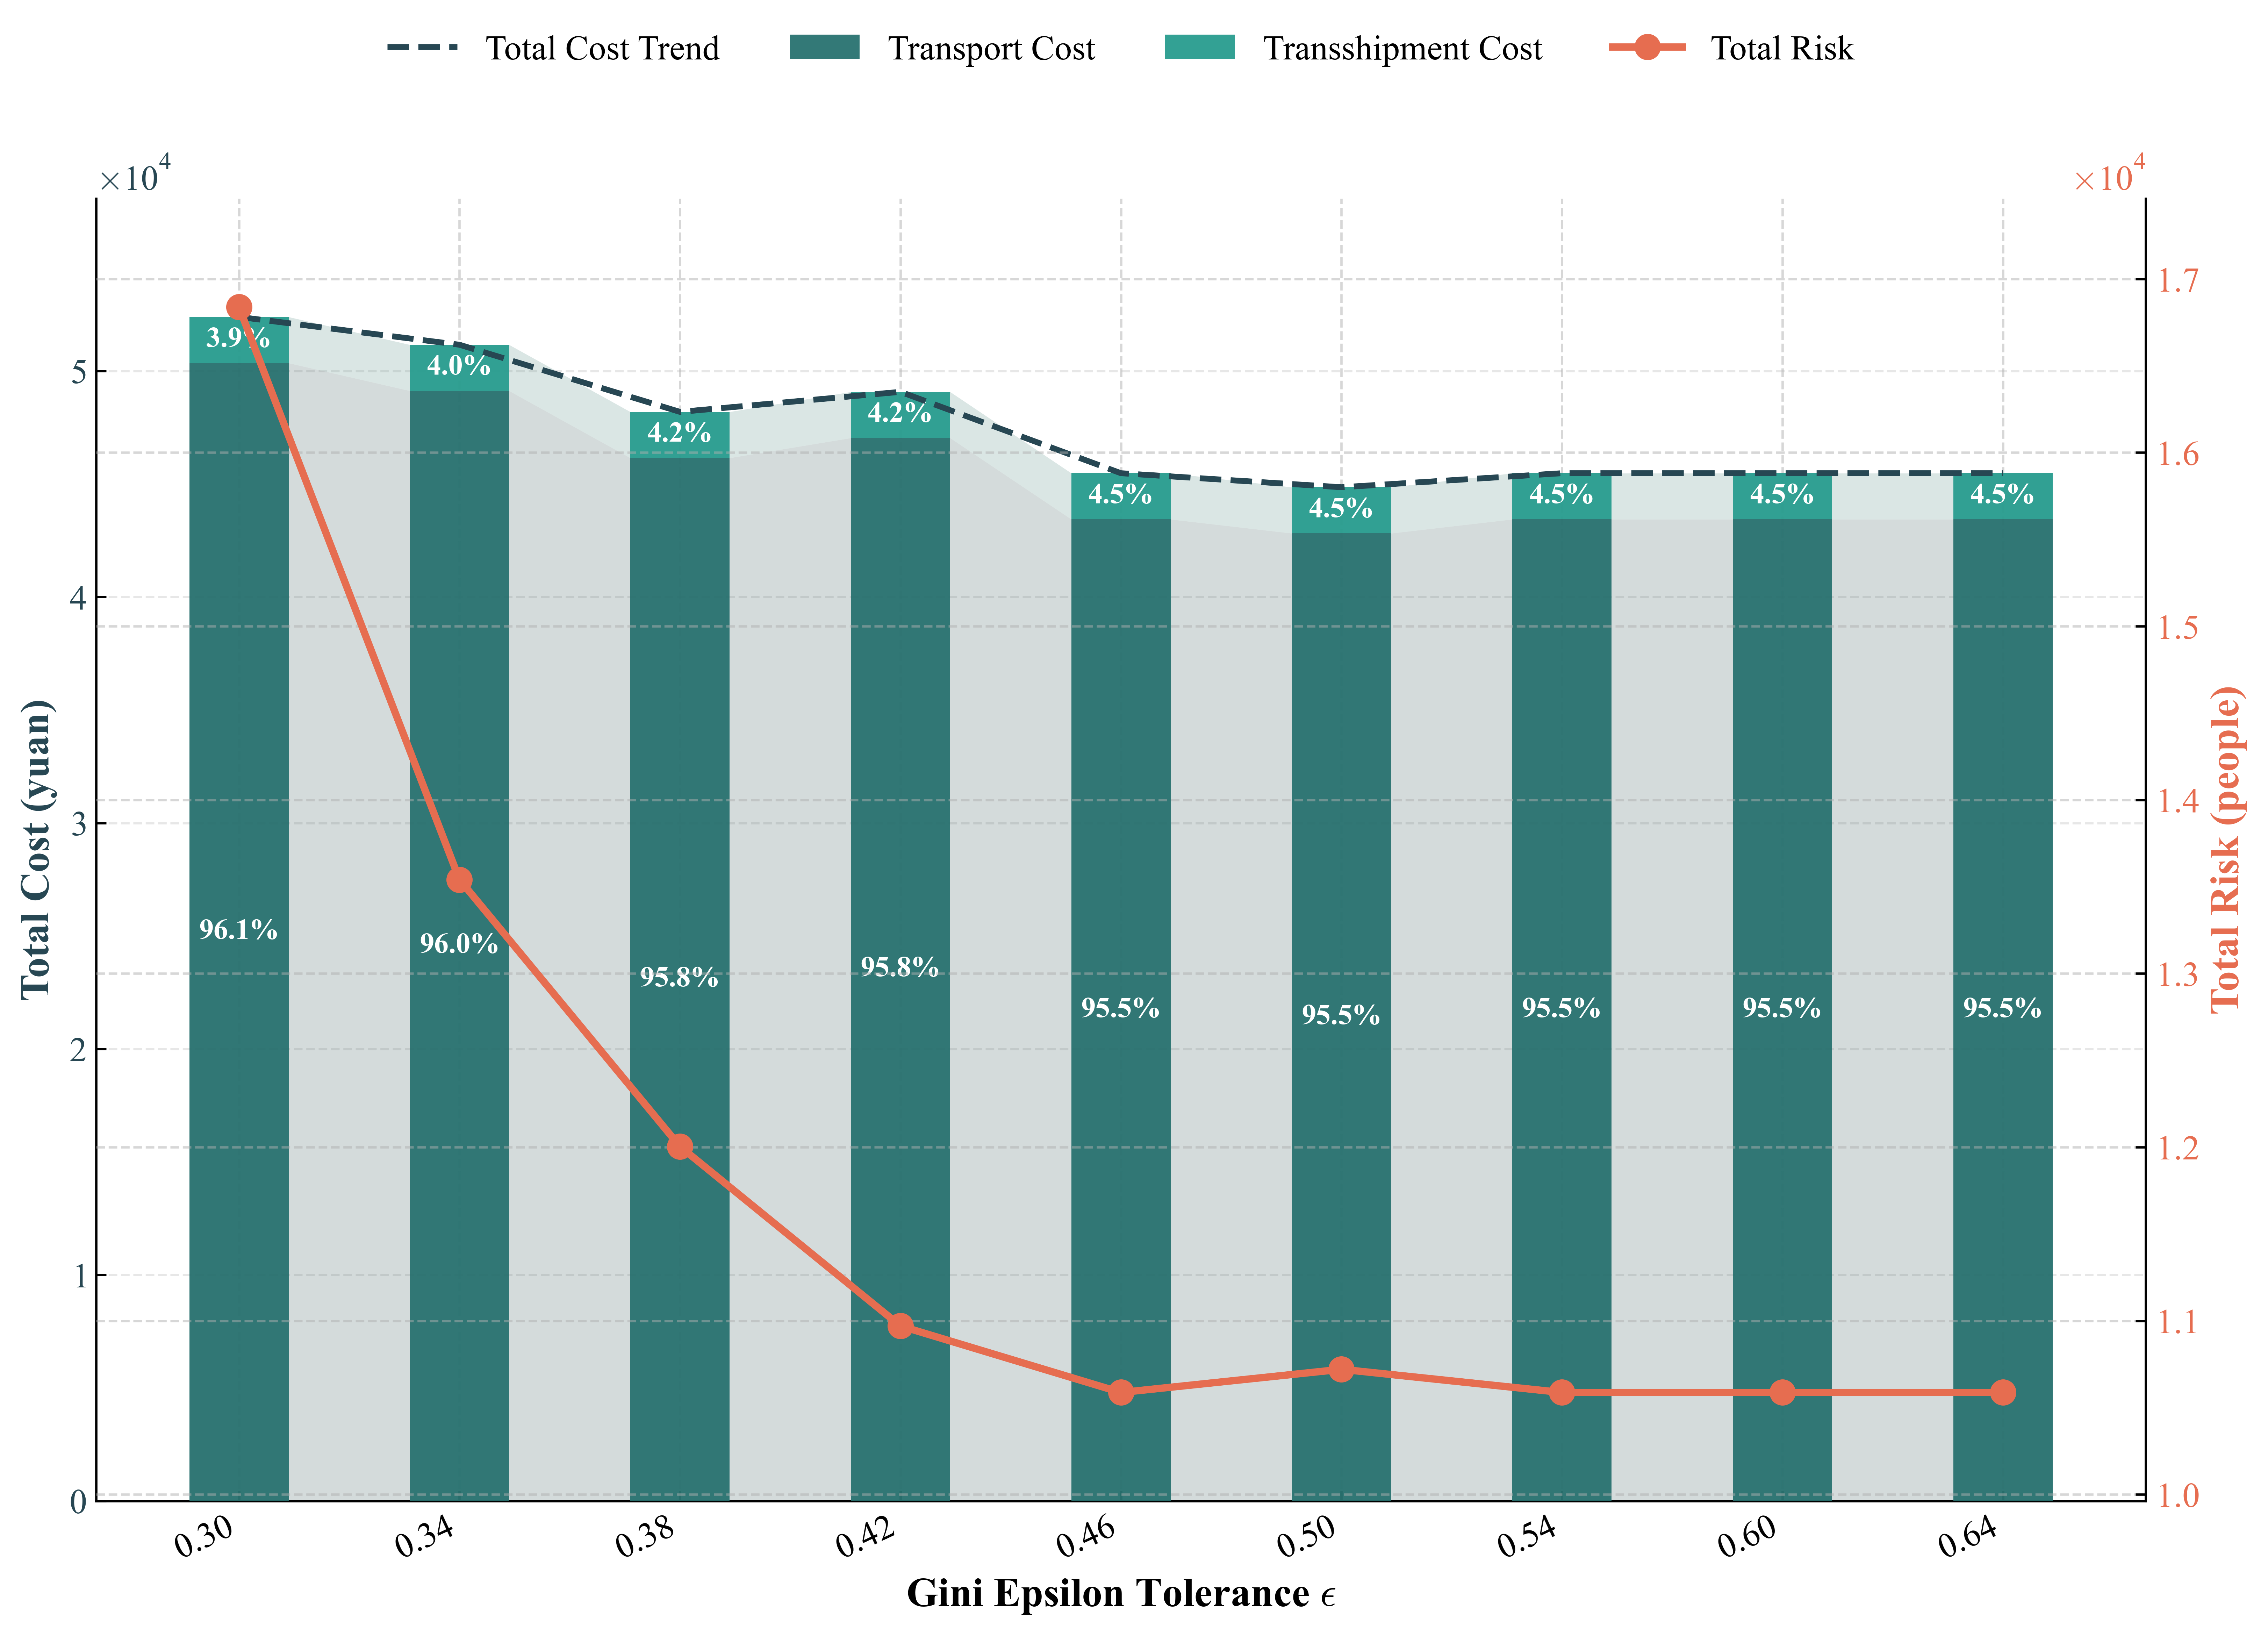 Total Cost Trend Transport Cost Transshipment Cost Total Risk
×10^4 ×10^4
Total Cost (yuan)
5
4
3
2
1
0
3.9% 4.0% 4.2% 4.2% 4.5% 4.5% 4.5% 4.5% 4.5%
96.1% 96.0% 95.8% 95.8% 95.5% 95.5% 95.5% 95.5% 95.5%
1.7
1.6
1.5
1.4
1.3
1.2
1.1
1.0
Total Risk (people)
0.30 0.34 0.38 0.42 0.46 0.50 0.54 0.60 0.64
Gini Epsilon Tolerance ϵ